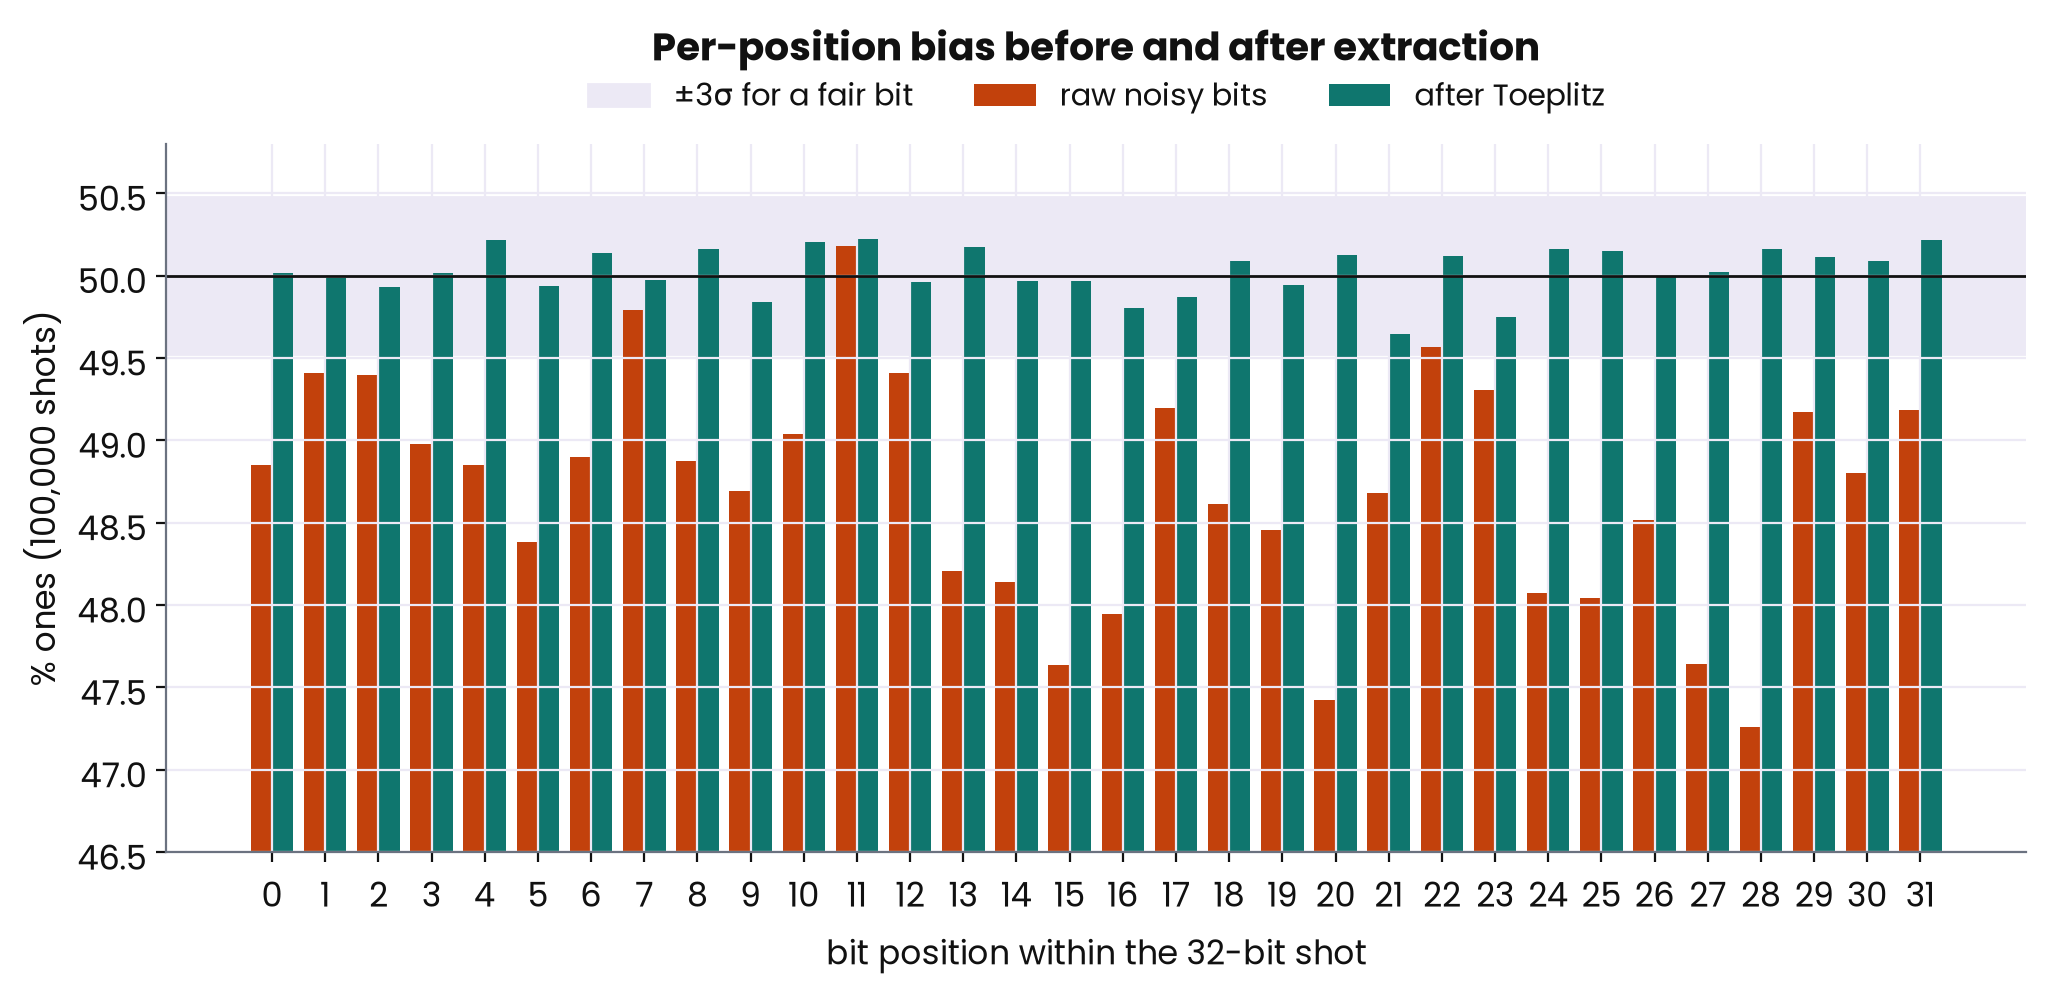 Per-position bias before and after extraction
±3σ for a fair bit raw noisy bits after Toeplitz
% ones (100,000 shots)
50.5
50.0
49.5
49.0
48.5
48.0
47.5
47.0
46.5
0 1 2 3 4 5 6 7 8 9 10 11 12 13 14 15 16 17 18 19 20 21 22 23 24 25 26 27 28 29 30 31
bit position within the 32-bit shot